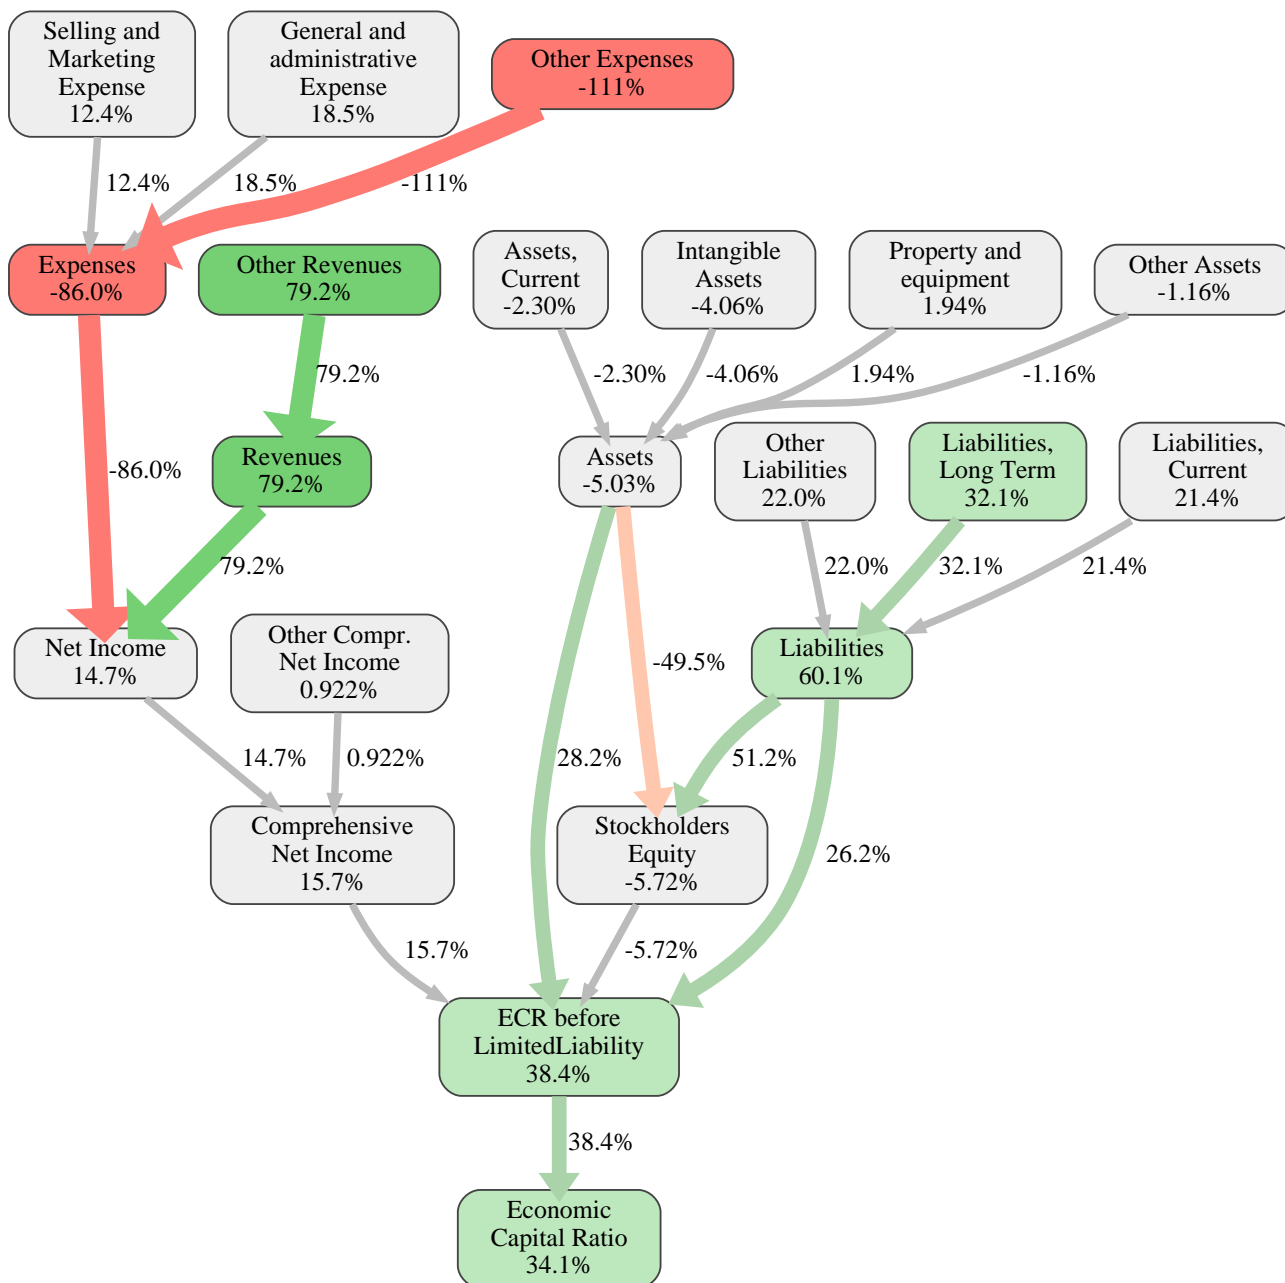 Selling and
Marketing
Expense
12.4%
General and
administrative
Expense
18.5%
Other Expenses
-111%
12.4%
18.5%
-111%
Expenses
-86.0%
Other Revenues
79.2%
Assets,
Current
-2.30%
Intangible
Assets
-4.06%
Property and
equipment
1.94%
Other Assets
-1.16%
79.2%
-2.30%
-4.06%
1.94%
-1.16%
-86.0%
Revenues
79.2%
Assets
-5.03%
Other
Liabilities
22.0%
Liabilities,
Long Term
32.1%
Liabilities,
Current
21.4%
79.2%
22.0%
32.1%
21.4%
Net Income
14.7%
Other Compr.
Net Income
0.922%
-49.5%
Liabilities
60.1%
14.7%
0.922%
28.2%
51.2%
Comprehensive
Net Income
15.7%
Stockholders
Equity
-5.72%
26.2%
15.7%
-5.72%
ECR before
LimitedLiability
38.4%
38.4%
Economic
Capital Ratio
34.1%